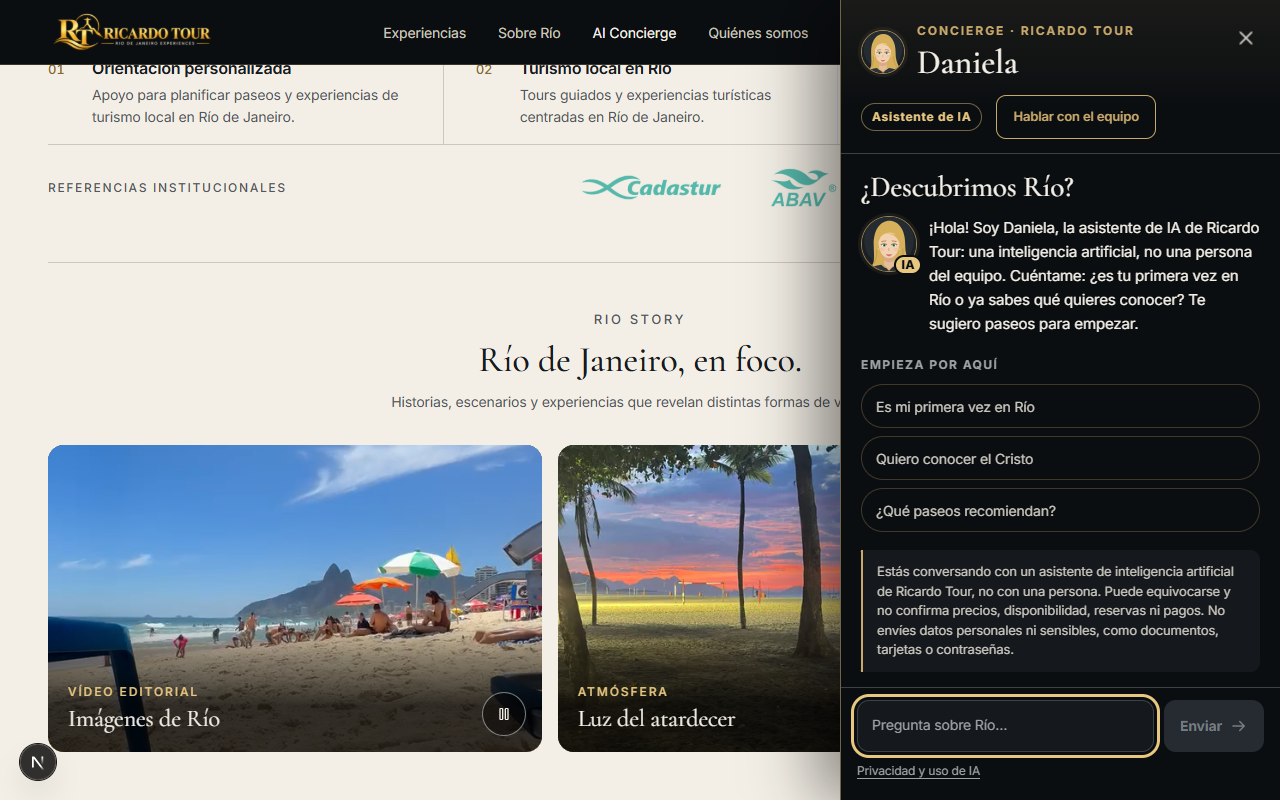 RICARDO TOUR
RIO DE JANEIRO EXPERIENCES
Experiencias
Sobre Río
AI Concierge
Quiénes somos
01
Orientación personalizada
Apoyo para planificar paseos y experiencias de
turismo local en Río de Janeiro.
02
Turismo local en Río
Tours guiados y experiencias turísticas
centradas en Río de Janeiro.
REFERENCIAS INSTITUCIONALES
Cadastur
ABAV®
RIO STORY
Río de Janeiro, en foco.
Historias, escenarios y experiencias que revelan distintas formas de v
VÍDEO EDITORIAL
Imágenes de Río
ATMÓSFERA
Luz del atardecer
N
CONCIERGE · RICARDO TOUR
Daniela
Asistente de IA
Hablar con el equipo
¿Descubrimos Río?
IA
¡Hola! Soy Daniela, la asistente de IA de Ricardo
Tour: una inteligencia artificial, no una persona
del equipo. Cuéntame: ¿es tu primera vez en
Río o ya sabes qué quieres conocer? Te
sugiero paseos para empezar.
EMPIEZA POR AQUÍ
Es mi primera vez en Río
Quiero conocer el Cristo
¿Qué paseos recomiendan?
Estás conversando con un asistente de inteligencia artificial
de Ricardo Tour, no con una persona. Puede equivocarse y
no confirma precios, disponibilidad, reservas ni pagos. No
envíes datos personales ni sensibles, como documentos,
tarjetas o contraseñas.
Pregunta sobre Río...
Enviar →
Privacidad y uso de IA